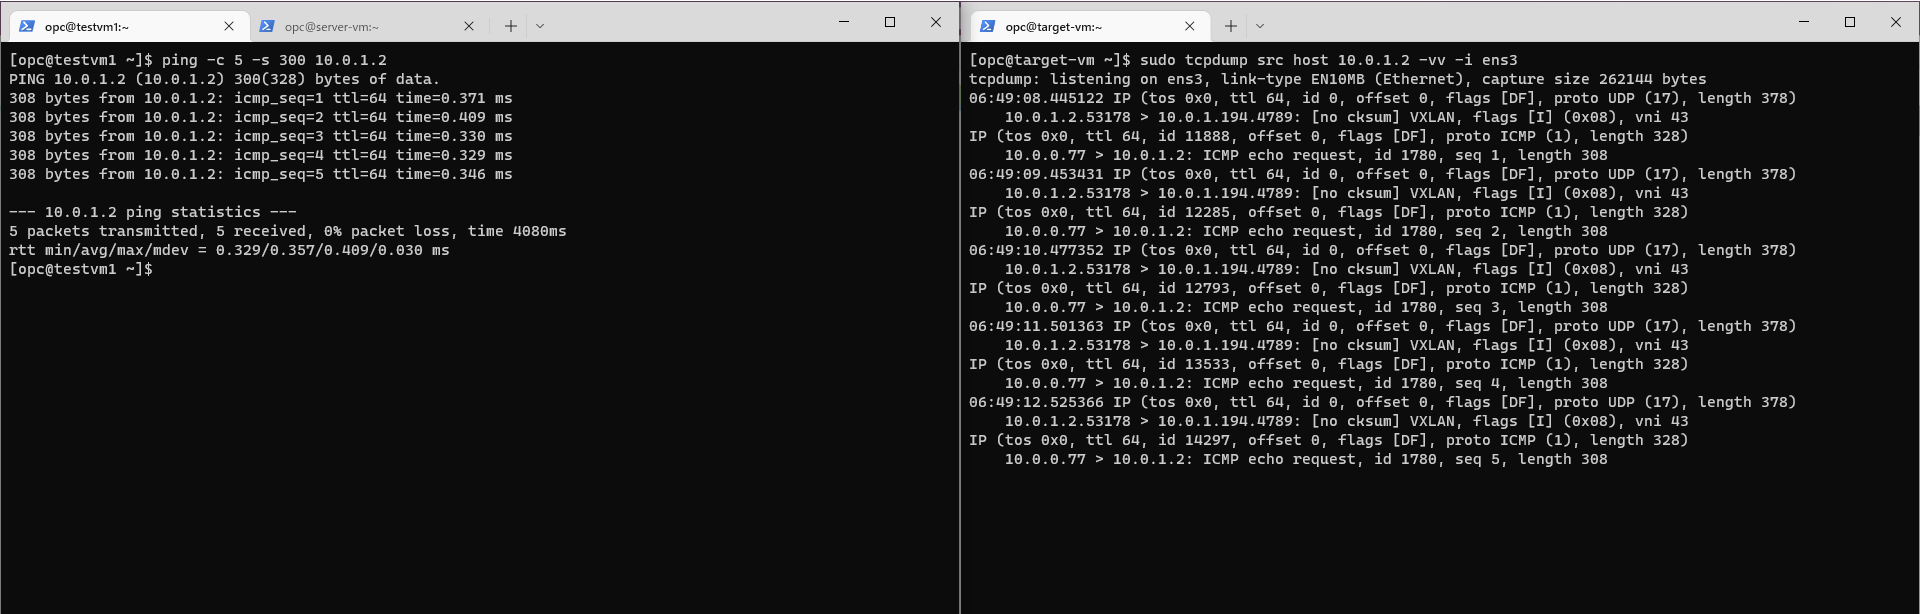 opc@testvm1:~
opc@server-vm:~
[opc@testvm1 ~]$ ping -c 5 -s 300 10.0.1.2
PING 10.0.1.2 (10.0.1.2) 300(328) bytes of data.
308 bytes from 10.0.1.2: icmp_seq=1 ttl=64 time=0.371 ms
308 bytes from 10.0.1.2: icmp_seq=2 ttl=64 time=0.409 ms
308 bytes from 10.0.1.2: icmp_seq=3 ttl=64 time=0.330 ms
308 bytes from 10.0.1.2: icmp_seq=4 ttl=64 time=0.329 ms
308 bytes from 10.0.1.2: icmp_seq=5 ttl=64 time=0.346 ms
--- 10.0.1.2 ping statistics ---
5 packets transmitted, 5 received, 0% packet loss, time 4080ms
rtt min/avg/max/mdev = 0.329/0.357/0.409/0.030 ms
[opc@testvm1 ~]$
opc@target-vm:~
[opc@target-vm ~]$ sudo tcpdump src host 10.0.1.2 -vv -i ens3
tcpdump: listening on ens3, link-type EN10MB (Ethernet), capture size 262144 bytes
06:49:08.445122 IP (tos 0x0, ttl 64, id 0, offset 0, flags [DF], proto UDP (17), length 378)
10.0.1.2.53178 > 10.0.1.194.4789: [no cksum] VXLAN, flags [I] (0x08), vni 43
IP (tos 0x0, ttl 64, id 11888, offset 0, flags [DF], proto ICMP (1), length 328)
10.0.0.77 > 10.0.1.2: ICMP echo request, id 1780, seq 1, length 308
06:49:09.453431 IP (tos 0x0, ttl 64, id 0, offset 0, flags [DF], proto UDP (17), length 378)
10.0.1.2.53178 > 10.0.1.194.4789: [no cksum] VXLAN, flags [I] (0x08), vni 43
IP (tos 0x0, ttl 64, id 12285, offset 0, flags [DF], proto ICMP (1), length 328)
10.0.0.77 > 10.0.1.2: ICMP echo request, id 1780, seq 2, length 308
06:49:10.477352 IP (tos 0x0, ttl 64, id 0, offset 0, flags [DF], proto UDP (17), length 378)
10.0.1.2.53178 > 10.0.1.194.4789: [no cksum] VXLAN, flags [I] (0x08), vni 43
IP (tos 0x0, ttl 64, id 12793, offset 0, flags [DF], proto ICMP (1), length 328)
10.0.0.77 > 10.0.1.2: ICMP echo request, id 1780, seq 3, length 308
06:49:11.501363 IP (tos 0x0, ttl 64, id 0, offset 0, flags [DF], proto UDP (17), length 378)
10.0.1.2.53178 > 10.0.1.194.4789: [no cksum] VXLAN, flags [I] (0x08), vni 43
IP (tos 0x0, ttl 64, id 13533, offset 0, flags [DF], proto ICMP (1), length 328)
10.0.0.77 > 10.0.1.2: ICMP echo request, id 1780, seq 4, length 308
06:49:12.525366 IP (tos 0x0, ttl 64, id 0, offset 0, flags [DF], proto UDP (17), length 378)
10.0.1.2.53178 > 10.0.1.194.4789: [no cksum] VXLAN, flags [I] (0x08), vni 43
IP (tos 0x0, ttl 64, id 14297, offset 0, flags [DF], proto ICMP (1), length 328)
10.0.0.77 > 10.0.1.2: ICMP echo request, id 1780, seq 5, length 308